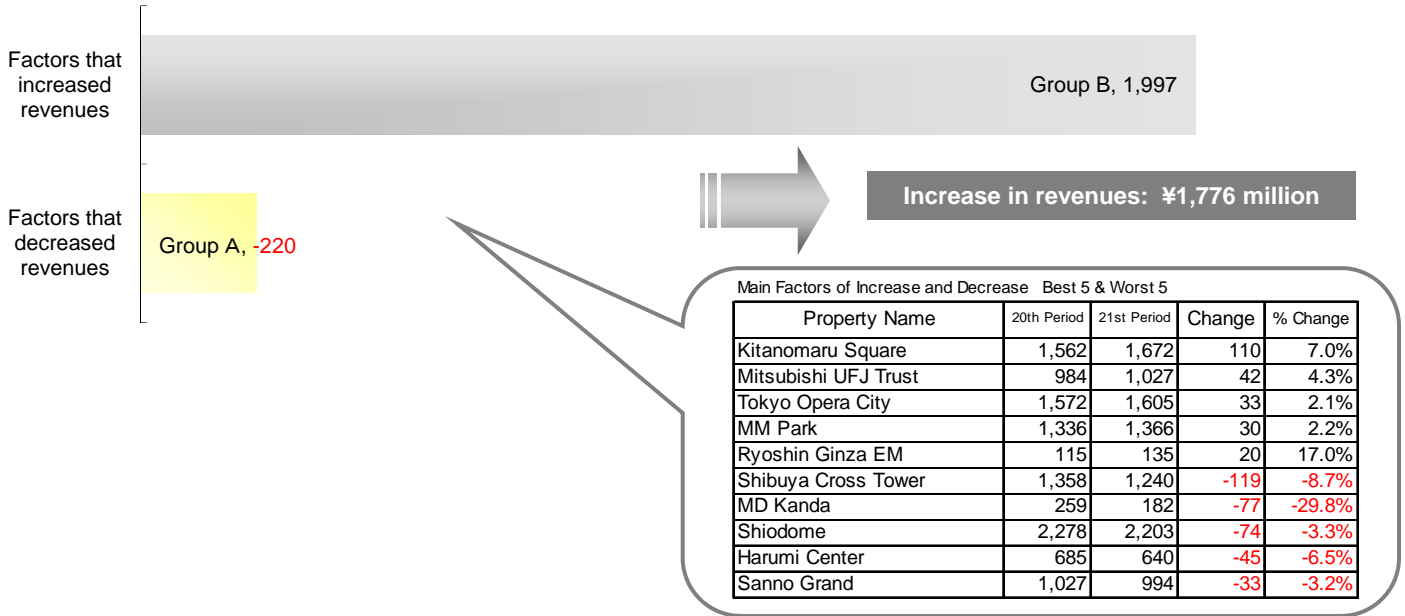 Factors that
increased
revenues
Group B, 1,997
Increase in revenues: ¥1,776 million
Factors that
decreased
revenues
Group A, -220
Main Factors of Increase and Decrease Best 5 & Worst 5
Property Name 20th Period 21st Period Change % Change
Kitanomaru Square 1,562 1,672 110 7.0%
Mitsubishi UFJ Trust 984 1,027 42 4.3%
Tokyo Opera City 1,572 1,605 33 2.1%
MM Park 1,336 1,366 30 2.2%
Ryoshin Ginza EM 115 135 20 17.0%
Shibuya Cross Tower 1,358 1,240 -119 -8.7%
MD Kanda 259 182 -77 -29.8%
Shiodome 2,278 2,203 -74 -3.3%
Harumi Center 685 640 -45 -6.5%
Sanno Grand 1,027 994 -33 -3.2%